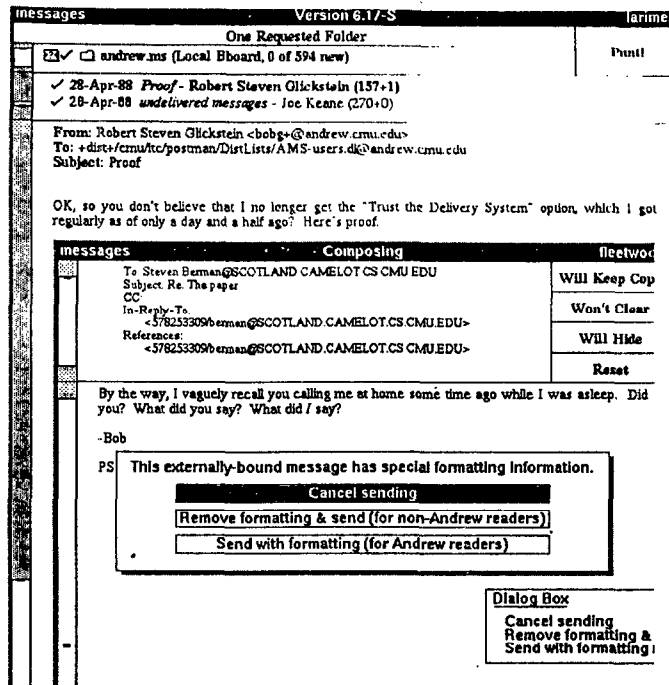 messages Version 6.17-S larime
One Requested Folder
andrew.ms (Local Bboard, 0 of 594 new)
Punt!
✓ 28-Apr-88 Proof - Robert Steven Glickstein (157+1)
✓ 28-Apr-88 undelivered messages - Joe Keane (270+0)
From: Robert Steven Glickstein <bobg+@andrew.cmu.edu>
To: +dist+/cmu/itc/postman/DistLists/AMS-users.dl@andrew.cmu.edu
Subject: Proof
OK, so you don't believe that I no longer get the "Trust the Delivery System" option, which I got
regularly as of only a day and a half ago? Here's proof.
messages Composing fleetwoo
To: Steven Berman@SCOTLAND.CAMELOT.CS.CMU.EDU
Subject: Re: The paper
CC:
In-Reply-To:
<578253309/berman@SCOTLAND.CAMELOT.CS.CMU.EDU>
References:
<578253309/berman@SCOTLAND.CAMELOT.CS.CMU.EDU>
Will Keep Cop
Won't Clear
Will Hide
Reset
By the way, I vaguely recall you calling me at home some time ago while I was asleep. Did
you? What did you say? What did I say?
-Bob
PS
This externally-bound message has special formatting information.
Cancel sending
Remove formatting & send (for non-Andrew readers)
Send with formatting (for Andrew readers)
Dialog Box
Cancel sending
Remove formatting &
Send with formatting